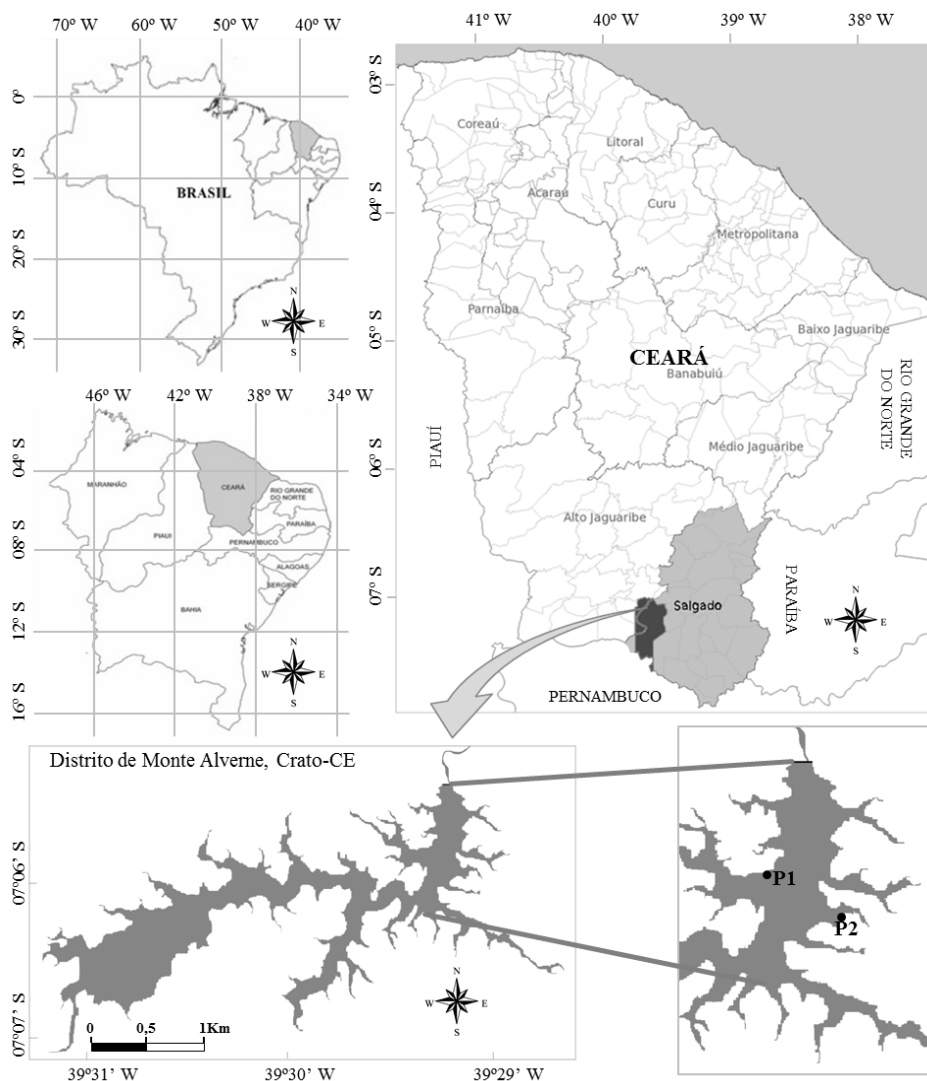 70º W 60º W 50º W 40º W
0º
10º S
20º S
30º S
BRASIL
N
W E
S
46º W 42º W 38º W 34º W
04º S
08º S
12º S
16º S
MARANHÃO
CEARÁ
RIO GRANDE
DO NORTE
PARAÍBA
PIAUI
PERNAMBUCO
ALAGOAS
SERGIPE
BAHIA
N
W E
S
41º W 40º W 39º W 38º W
03º S
04º S
05º S
06º S
07º S
Coreaú
Litoral
Acaraú
Curu
Metropolitana
Parnaíba
Baixo Jaguaribe
CEARÁ
Banabuiú
RIO GRANDE
DO NORTE
PIAUÍ
Médio Jaguaribe
Alto Jaguaribe
Salgado
PARAÍBA
PERNAMBUCO
N
W E
S
Distrito de Monte Alverne, Crato-CE
07º06' S
07º07' S
N
W E
S
0 0,5 1Km
39º31' W 39º30' W 39º29' W
P1
P2